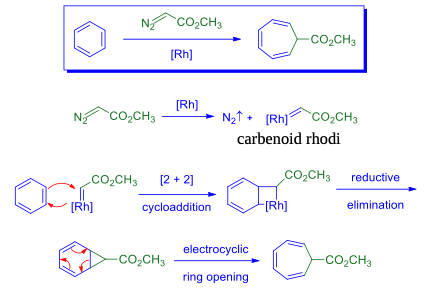 N₂ CO₂CH₃
[Rh]
CO₂CH₃
N₂ CO₂CH₃ [Rh] N₂↑ + [Rh] CO₂CH₃
carbenoid rhodi
CO₂CH₃
[Rh]
[2 + 2]
cycloaddition
CO₂CH₃
[Rh]
reductive
elimination
CO₂CH₃
electrocyclic
ring opening
CO₂CH₃